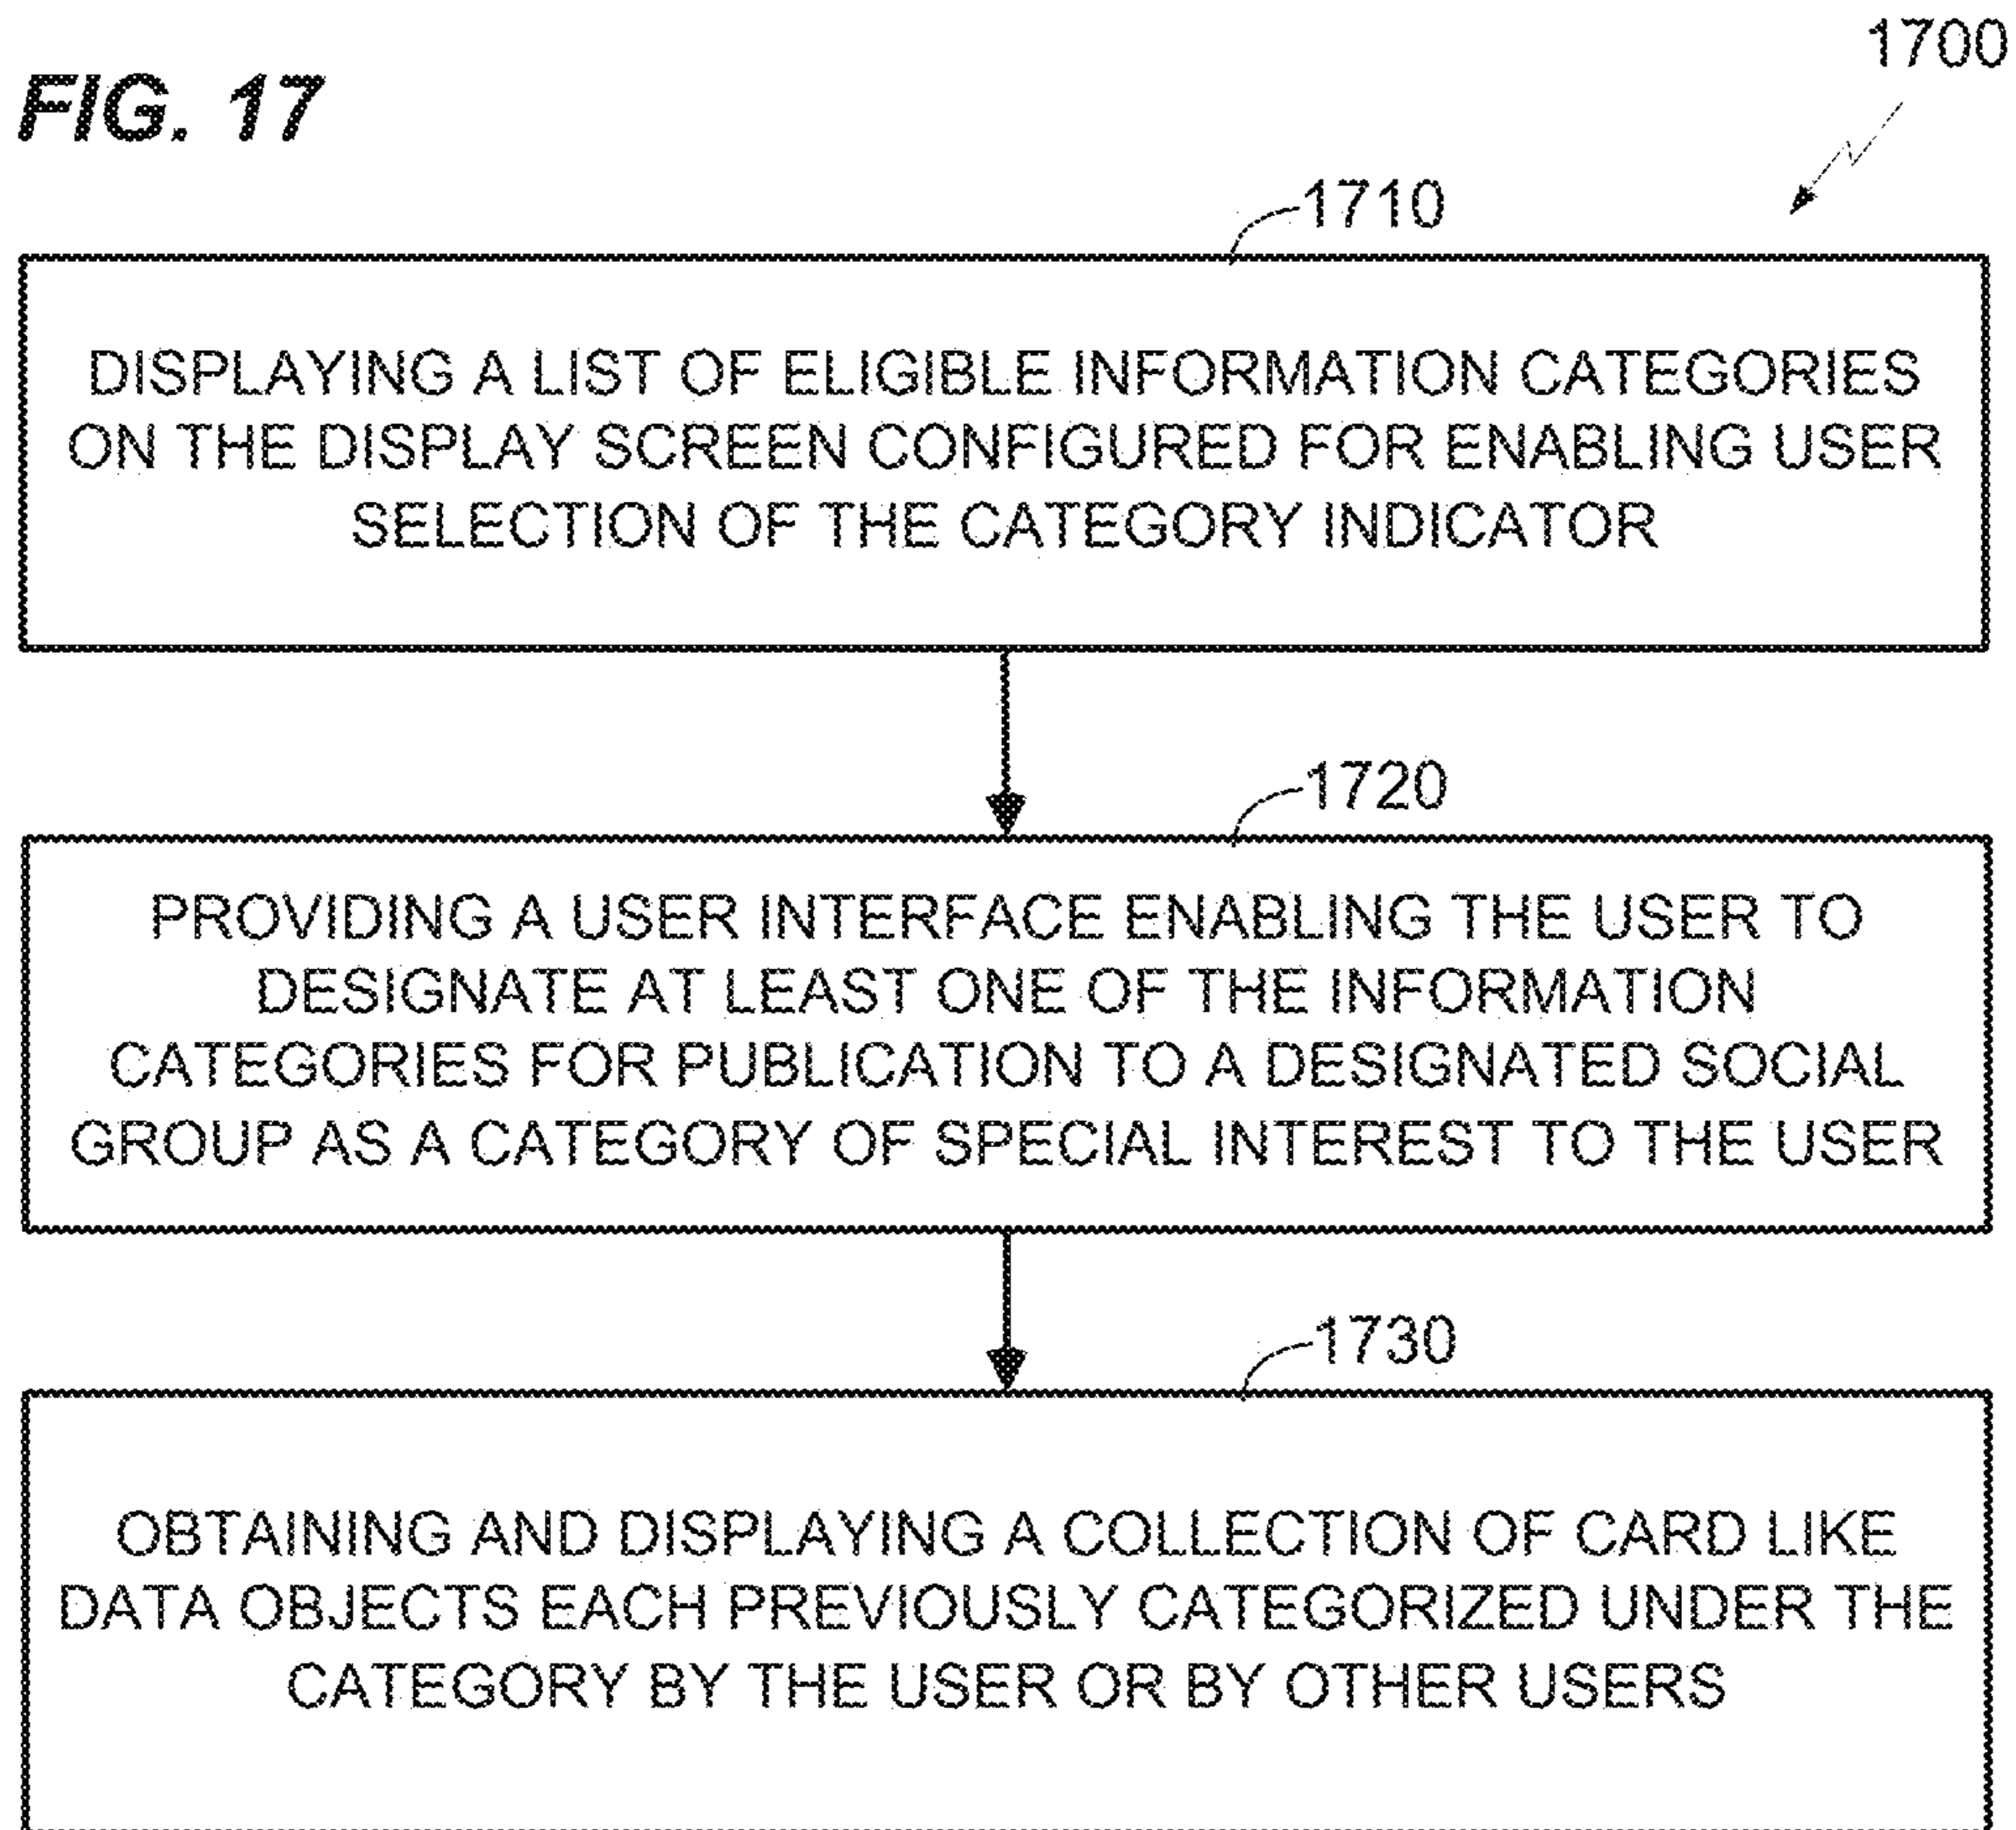 1700
FIG. 17
1710
DISPLAYING A LIST OF ELIGIBLE INFORMATION CATEGORIES
ON THE DISPLAY SCREEN CONFIGURED FOR ENABLING USER
SELECTION OF THE CATEGORY INDICATOR
1720
PROVIDING A USER INTERFACE ENABLING THE USER TO
DESIGNATE AT LEAST ONE OF THE INFORMATION
CATEGORIES FOR PUBLICATION TO A DESIGNATED SOCIAL
GROUP AS A CATEGORY OF SPECIAL INTEREST TO THE USER
1730
OBTAINING AND DISPLAYING A COLLECTION OF CARD LIKE
DATA OBJECTS EACH PREVIOUSLY CATEGORIZED UNDER THE
CATEGORY BY THE USER OR BY OTHER USERS